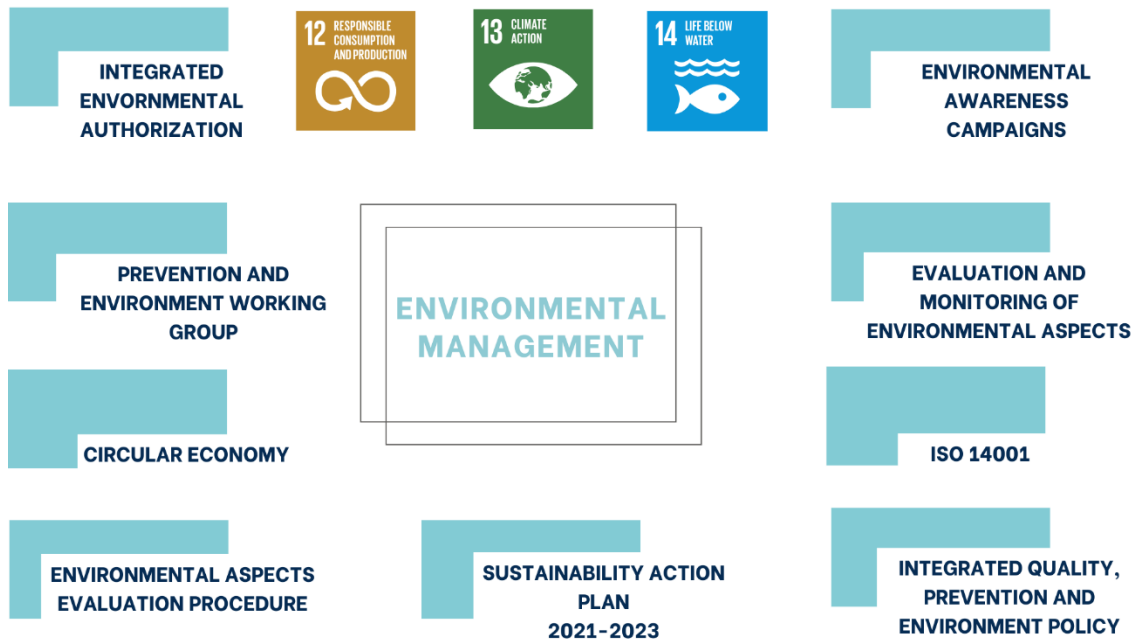 INTEGRATED
ENVORNMENTAL
AUTHORIZATION
12 RESPONSIBLE
CONSUMPTION
AND PRODUCTION
13 CLIMATE
ACTION
14 LIFE BELOW
WATER
ENVIRONMENTAL
AWARENESS
CAMPAIGNS
PREVENTION AND
ENVIRONMENT WORKING
GROUP
ENVIRONMENTAL
MANAGEMENT
EVALUATION AND
MONITORING OF
ENVIRONMENTAL ASPECTS
CIRCULAR ECONOMY
ISO 14001
ENVIRONMENTAL ASPECTS
EVALUATION PROCEDURE
SUSTAINABILITY ACTION
PLAN
2021-2023
INTEGRATED QUALITY,
PREVENTION AND
ENVIRONMENT POLICY